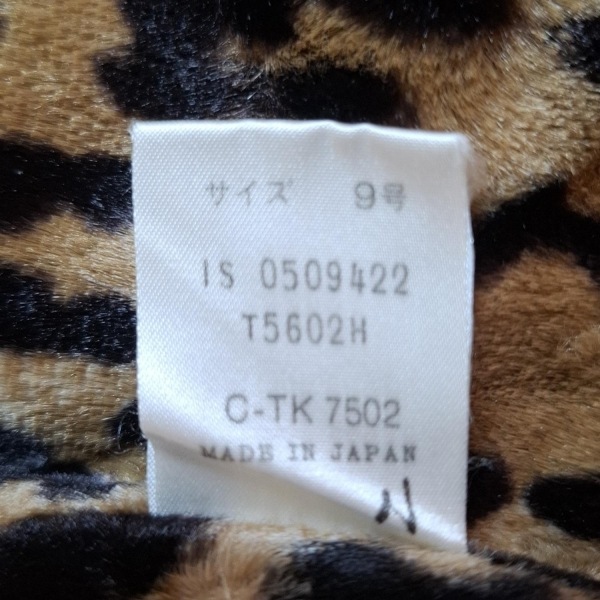 サイズ 9号
IS 0509422
T5602H
C-TK 7502
MADE IN JAPAN
N